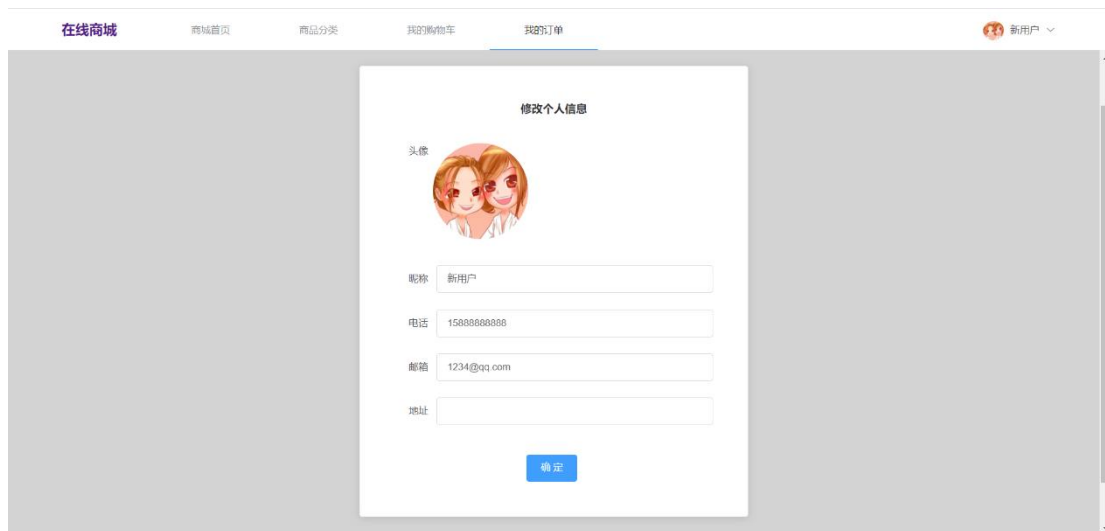 在线商城 商城首页 商品分类 我的购物车 我的订单 新用户
修改个人信息
头像
昵称 新用户
电话 15888888888
邮箱 1234@qq.com
地址
确定